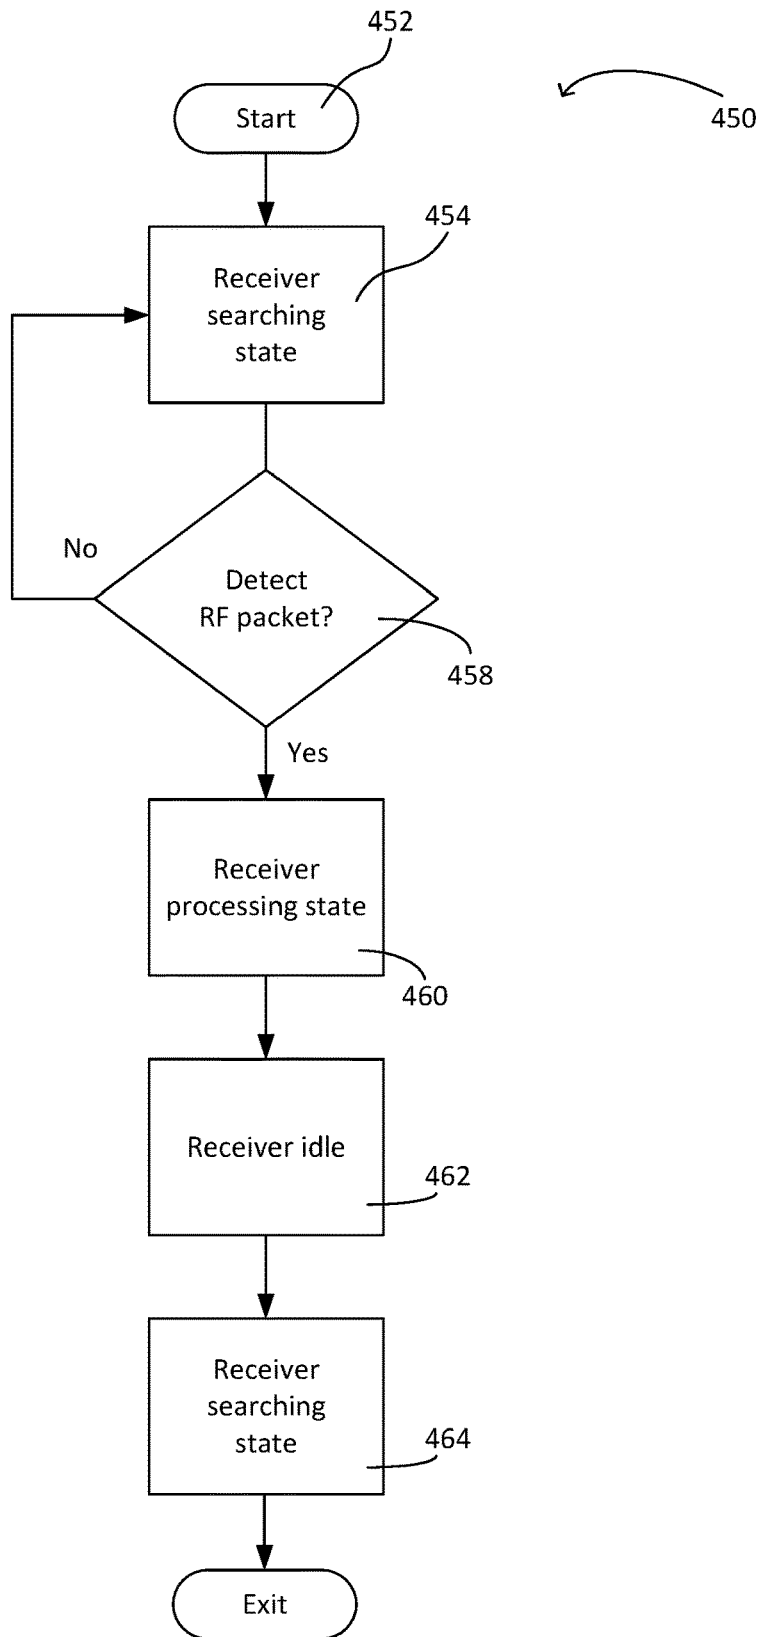 452
Start
450
454
Receiver
searching
state
No
Detect
RF packet?
458
Yes
Receiver
processing state
460
Receiver idle
462
Receiver
searching
state
464
Exit